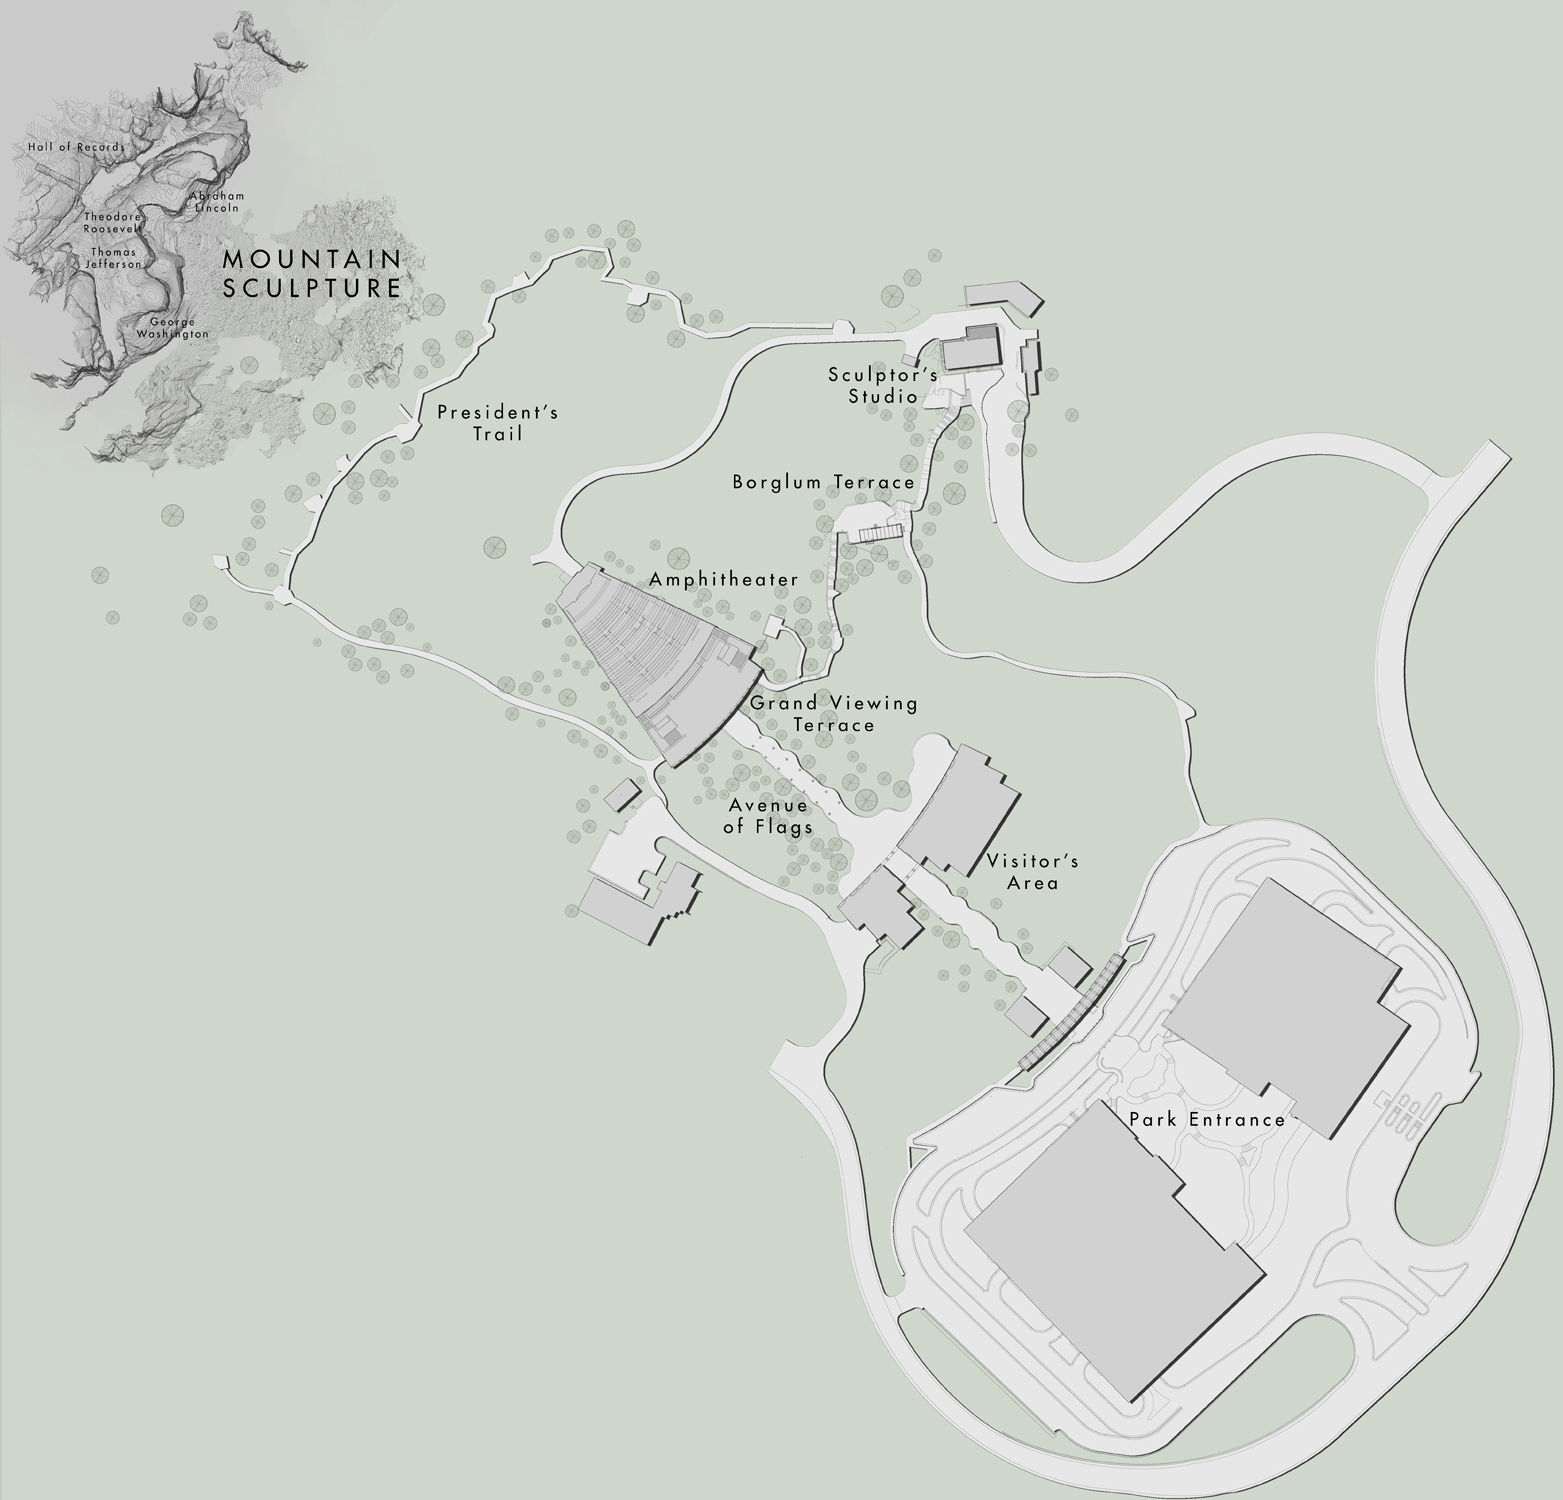 Hall of Records
Abraham
Lincoln
Theodore
Roosevelt
Thomas
Jefferson
MOUNTAIN
SCULPTURE
George
Washington
President's
Trail
Sculptor's
Studio
Borglum Terrace
Amphitheater
Grand Viewing
Terrace
Avenue
of Flags
Visitor's
Area
Park Entrance